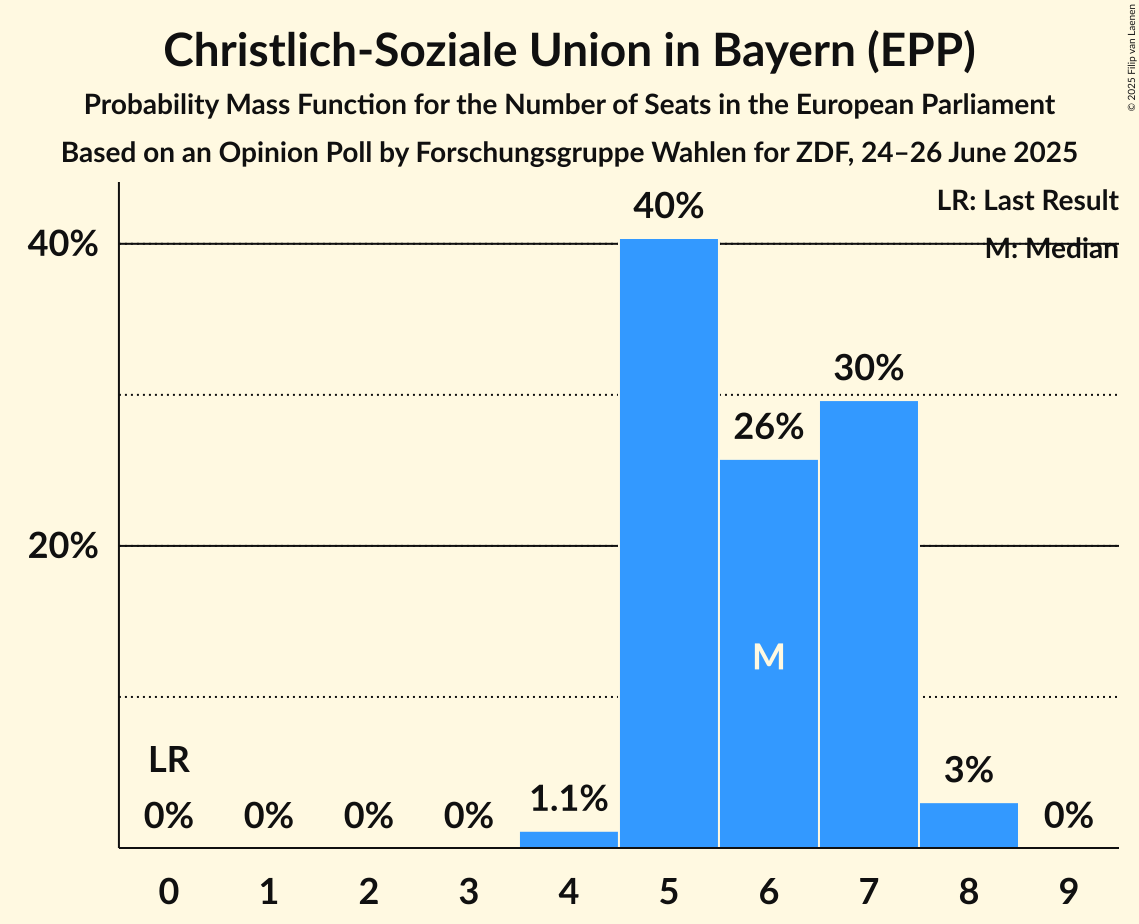 Christlich-Soziale Union in Bayern (EPP)
Probability Mass Function for the Number of Seats in the European Parliament
Based on an Opinion Poll by Forschungsgruppe Wahlen for ZDF, 24–26 June 2025
© 2025 Filip van Laenen
LR: Last Result
M: Median
40%
20%
40%
30%
26%
M
LR
0%
0%
0%
0%
1.1%
3%
0%
0
1
2
3
4
5
6
7
8
9